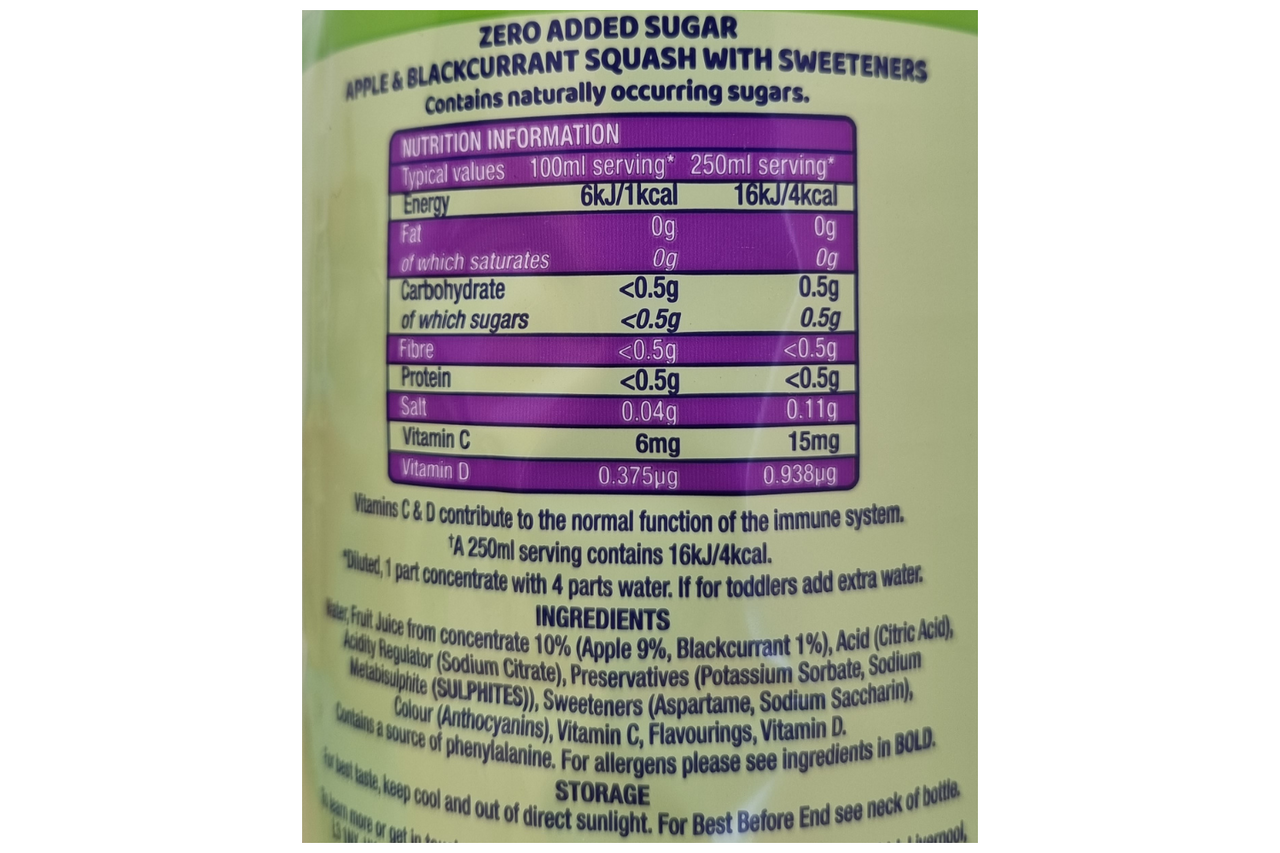 ZERO ADDED SUGAR
APPLE & BLACKCURRANT SQUASH WITH SWEETENERS
Contains naturally occurring sugars.
NUTRITION INFORMATION
Typical values 100ml serving* 250ml serving*
Energy 6kJ/1kcal 16kJ/4kcal
Fat 0g 0g
of which saturates 0g 0g
Carbohydrate <0.5g 0.5g
of which sugars <0.5g 0.5g
Fibre <0.5g <0.5g
Protein <0.5g <0.5g
Salt 0.04g 0.11g
Vitamin C 6mg 15mg
Vitamin D 0.375µg 0.938µg
Vitamins C & D contribute to the normal function of the immune system.
†A 250ml serving contains 16kJ/4kcal.
*Diluted, 1 part concentrate with 4 parts water. If for toddlers add extra water.
INGREDIENTS
Water, Fruit Juice from concentrate 10% (Apple 9%, Blackcurrant 1%), Acid (Citric Acid),
Acidity Regulator (Sodium Citrate), Preservatives (Potassium Sorbate, Sodium
Metabisulphite (SULPHITES)), Sweeteners (Aspartame, Sodium Saccharin),
Colour (Anthocyanins), Vitamin C, Flavourings, Vitamin D.
Contains a source of phenylalanine. For allergens please see ingredients in BOLD.
STORAGE
For best taste, keep cool and out of direct sunlight. For Best Before End see neck of bottle.
To learn more or get in
Liverpool,